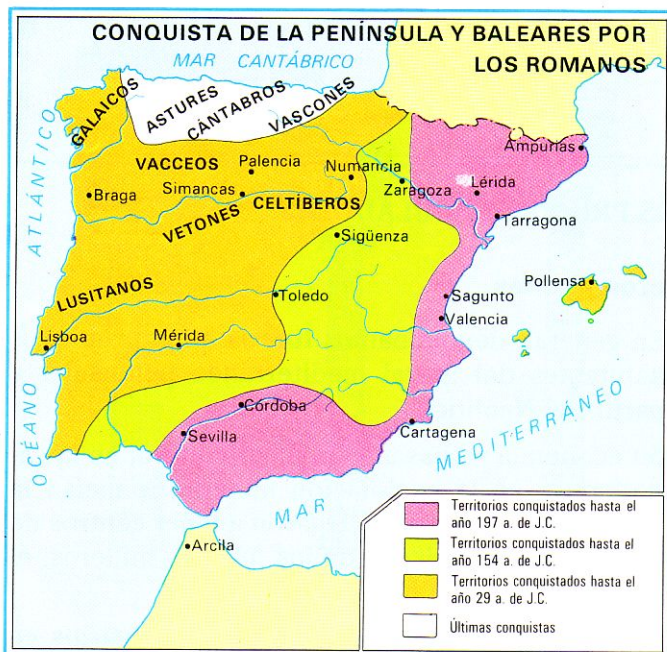 CONQUISTA DE LA PENÍNSULA Y BALEARES POR
LOS ROMANOS
MAR CANTÁBRICO
GALAICOS
ASTURES
CÁNTABROS
VASCONES
OCÉANO ATLÁNTICO
VACCEOS
Palencia
Numaricia
Ampurias
Braga
Simancas
Zaragoza
Lérida
CELTÍBEROS
VETONES
Tarragona
Sigüenza
LUSITANOS
Toledo
Sagunto
Pollensa
Valencia
Lisboa
Mérida
Cordoba
Cartagena
Sevilla
MAR MEDITERRÁNEO
Arcila
Territorios conquistados hasta el
año 197 a. de J.C.
Territorios conquistados hasta el
año 154 a. de J.C.
Territorios conquistados hasta el
año 29 a. de J.C.
Últimas conquistas